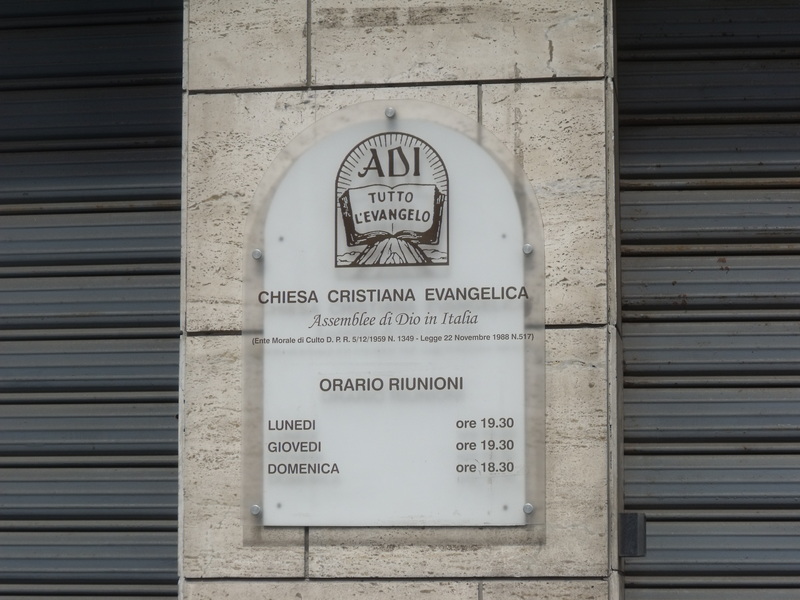 ADI
TUTTO
L'EVANGELO
CHIESA CRISTIANA EVANGELICA
Assemblee di Dio in Italia
(Ente Morale di Culto D. P. R. 5/12/1959 N. 1349 - Legge 22 Novembre 1988 N.517)
ORARIO RIUNIONI
LUNEDI ore 19.30
GIOVEDI ore 19.30
DOMENICA ore 18.30